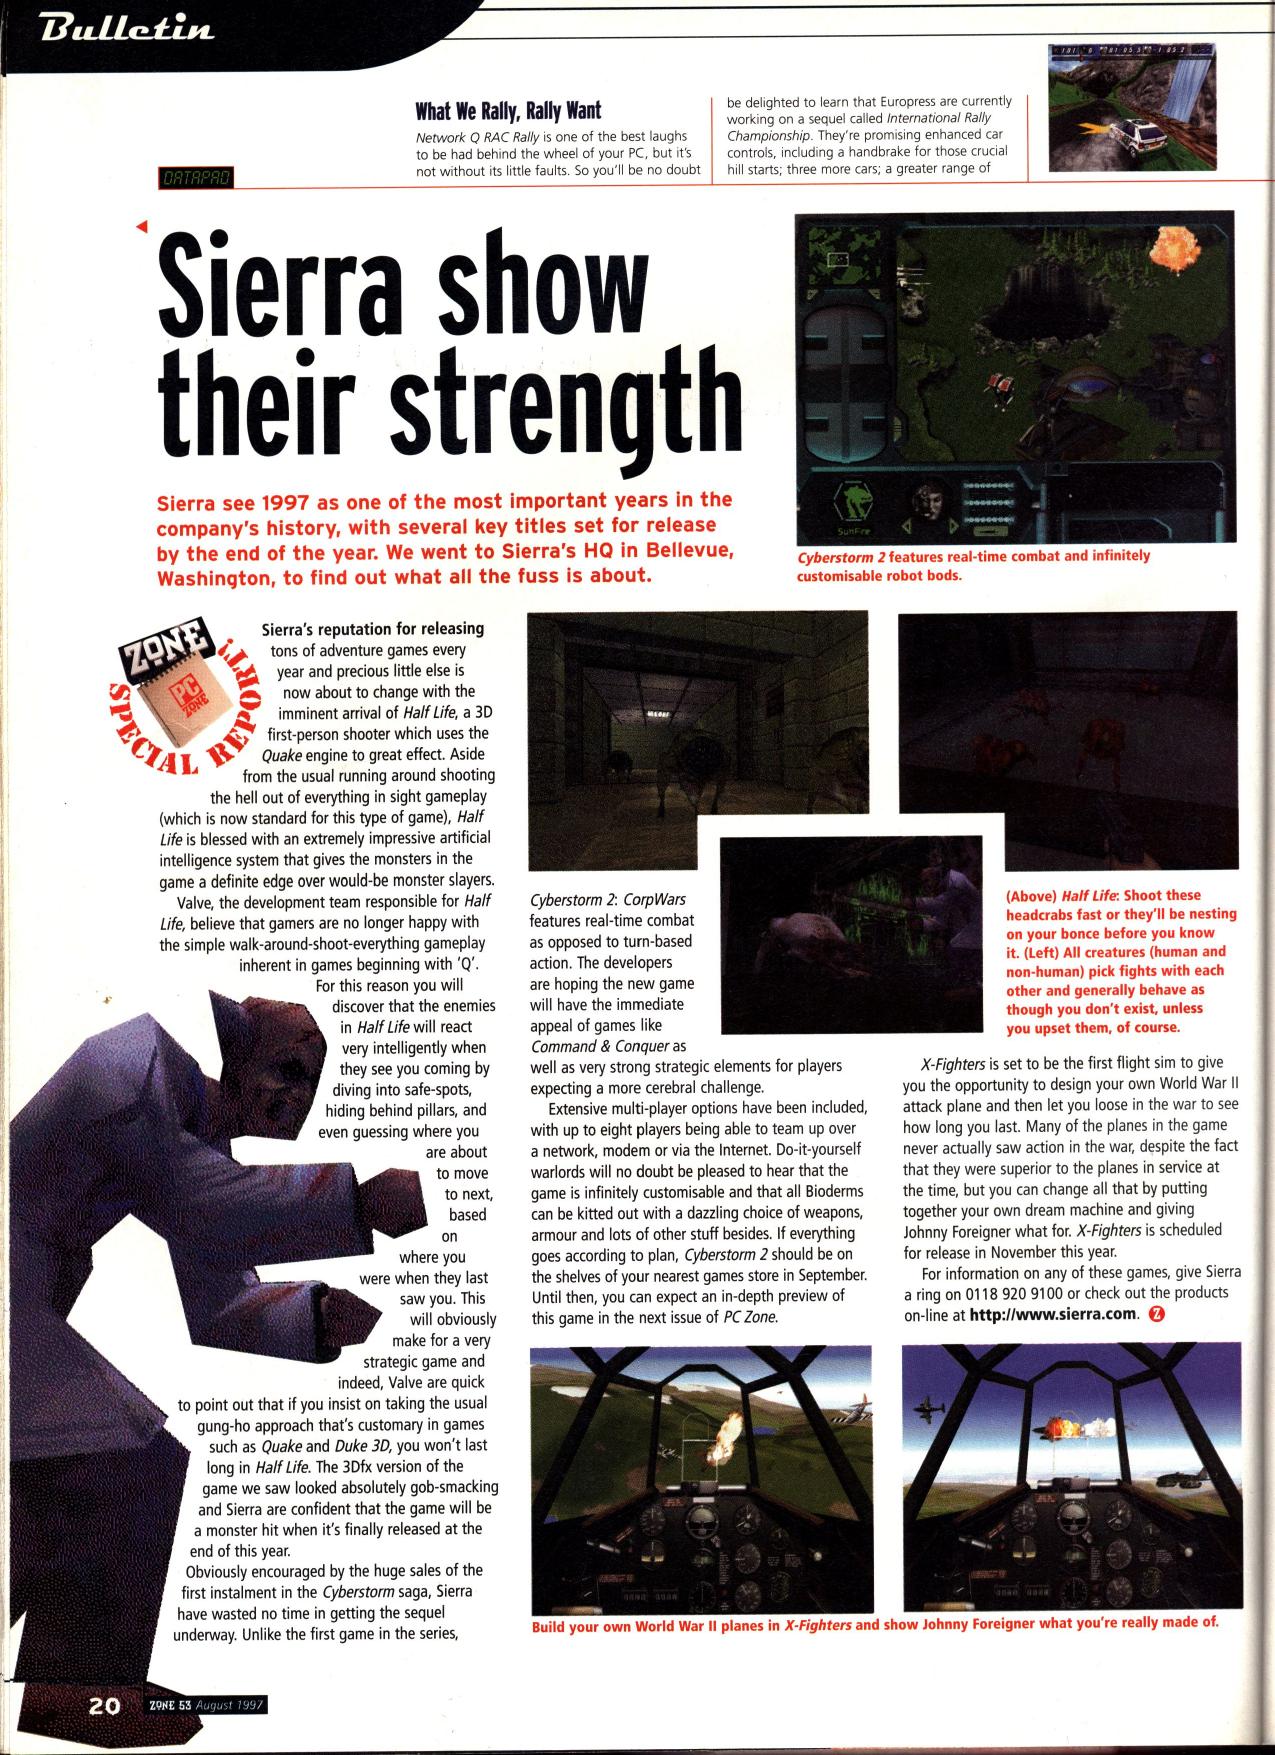 Bulletin
What We Rally, Rally Want
Network Q RAC Rally is one of the best laughs
to be had behind the wheel of your PC, but it's
not without its little faults. So you'll be no doubt
be delighted to learn that Europress are currently
working on a sequel called International Rally
Championship. They're promising enhanced car
controls, including a handbrake for those crucial
hill starts; three more cars; a greater range of
DATAPAD
Sierra show
their strength
Sierra see 1997 as one of the most important years in the
company's history, with several key titles set for release
by the end of the year. We went to Sierra's HQ in Bellevue,
Washington, to find out what all the fuss is about.
SunFire
Cyberstorm 2 features real-time combat and infinitely
customisable robot bods.
ZONE
PC
ZONE
SPECIAL REPORT!
Sierra's reputation for releasing
tons of adventure games every
year and precious little else is
now about to change with the
imminent arrival of Half Life, a 3D
first-person shooter which uses the
Quake engine to great effect. Aside
from the usual running around shooting
the hell out of everything in sight gameplay
(which is now standard for this type of game), Half
Life is blessed with an extremely impressive artificial
intelligence system that gives the monsters in the
game a definite edge over would-be monster slayers.
Valve, the development team responsible for Half
Life, believe that gamers are no longer happy with
the simple walk-around-shoot-everything gameplay
inherent in games beginning with 'Q'.
For this reason you will
discover that the enemies
in Half Life will react
very intelligently when
they see you coming by
diving into safe-spots,
hiding behind pillars, and
even guessing where you
are about
to move
to next,
based
on
where you
were when they last
saw you. This
will obviously
make for a very
strategic game and
indeed, Valve are quick
to point out that if you insist on taking the usual
gung-ho approach that's customary in games
such as Quake and Duke 3D, you won't last
long in Half Life. The 3Dfx version of the
game we saw looked absolutely gob-smacking
and Sierra are confident that the game will be
a monster hit when it's finally released at the
end of this year.
Obviously encouraged by the huge sales of the
first instalment in the Cyberstorm saga, Sierra
have wasted no time in getting the sequel
underway. Unlike the first game in the series,
Cyberstorm 2: CorpWars
features real-time combat
as opposed to turn-based
action. The developers
are hoping the new game
will have the immediate
appeal of games like
Command & Conquer as
well as very strong strategic elements for players
expecting a more cerebral challenge.
Extensive multi-player options have been included,
with up to eight players being able to team up over
a network, modem or via the Internet. Do-it-yourself
warlords will no doubt be pleased to hear that the
game is infinitely customisable and that all Bioderms
can be kitted out with a dazzling choice of weapons,
armour and lots of other stuff besides. If everything
goes according to plan, Cyberstorm 2 should be on
the shelves of your nearest games store in September.
Until then, you can expect an in-depth preview of
this game in the next issue of PC Zone.
(Above) Half Life: Shoot these
headcrabs fast or they'll be nesting
on your bonce before you know
it. (Left) All creatures (human and
non-human) pick fights with each
other and generally behave as
though you don't exist, unless
you upset them, of course.
X-Fighters is set to be the first flight sim to give
you the opportunity to design your own World War II
attack plane and then let you loose in the war to see
how long you last. Many of the planes in the game
never actually saw action in the war, despite the fact
that they were superior to the planes in service at
the time, but you can change all that by putting
together your own dream machine and giving
Johnny Foreigner what for. X-Fighters is scheduled
for release in November this year.
For information on any of these games, give Sierra
a ring on 0118 920 9100 or check out the products
on-line at http://www.sierra.com. Z
Build your own World War II planes in X-Fighters and show Johnny Foreigner what you're really made of.
20 ZONE 53 August 1997